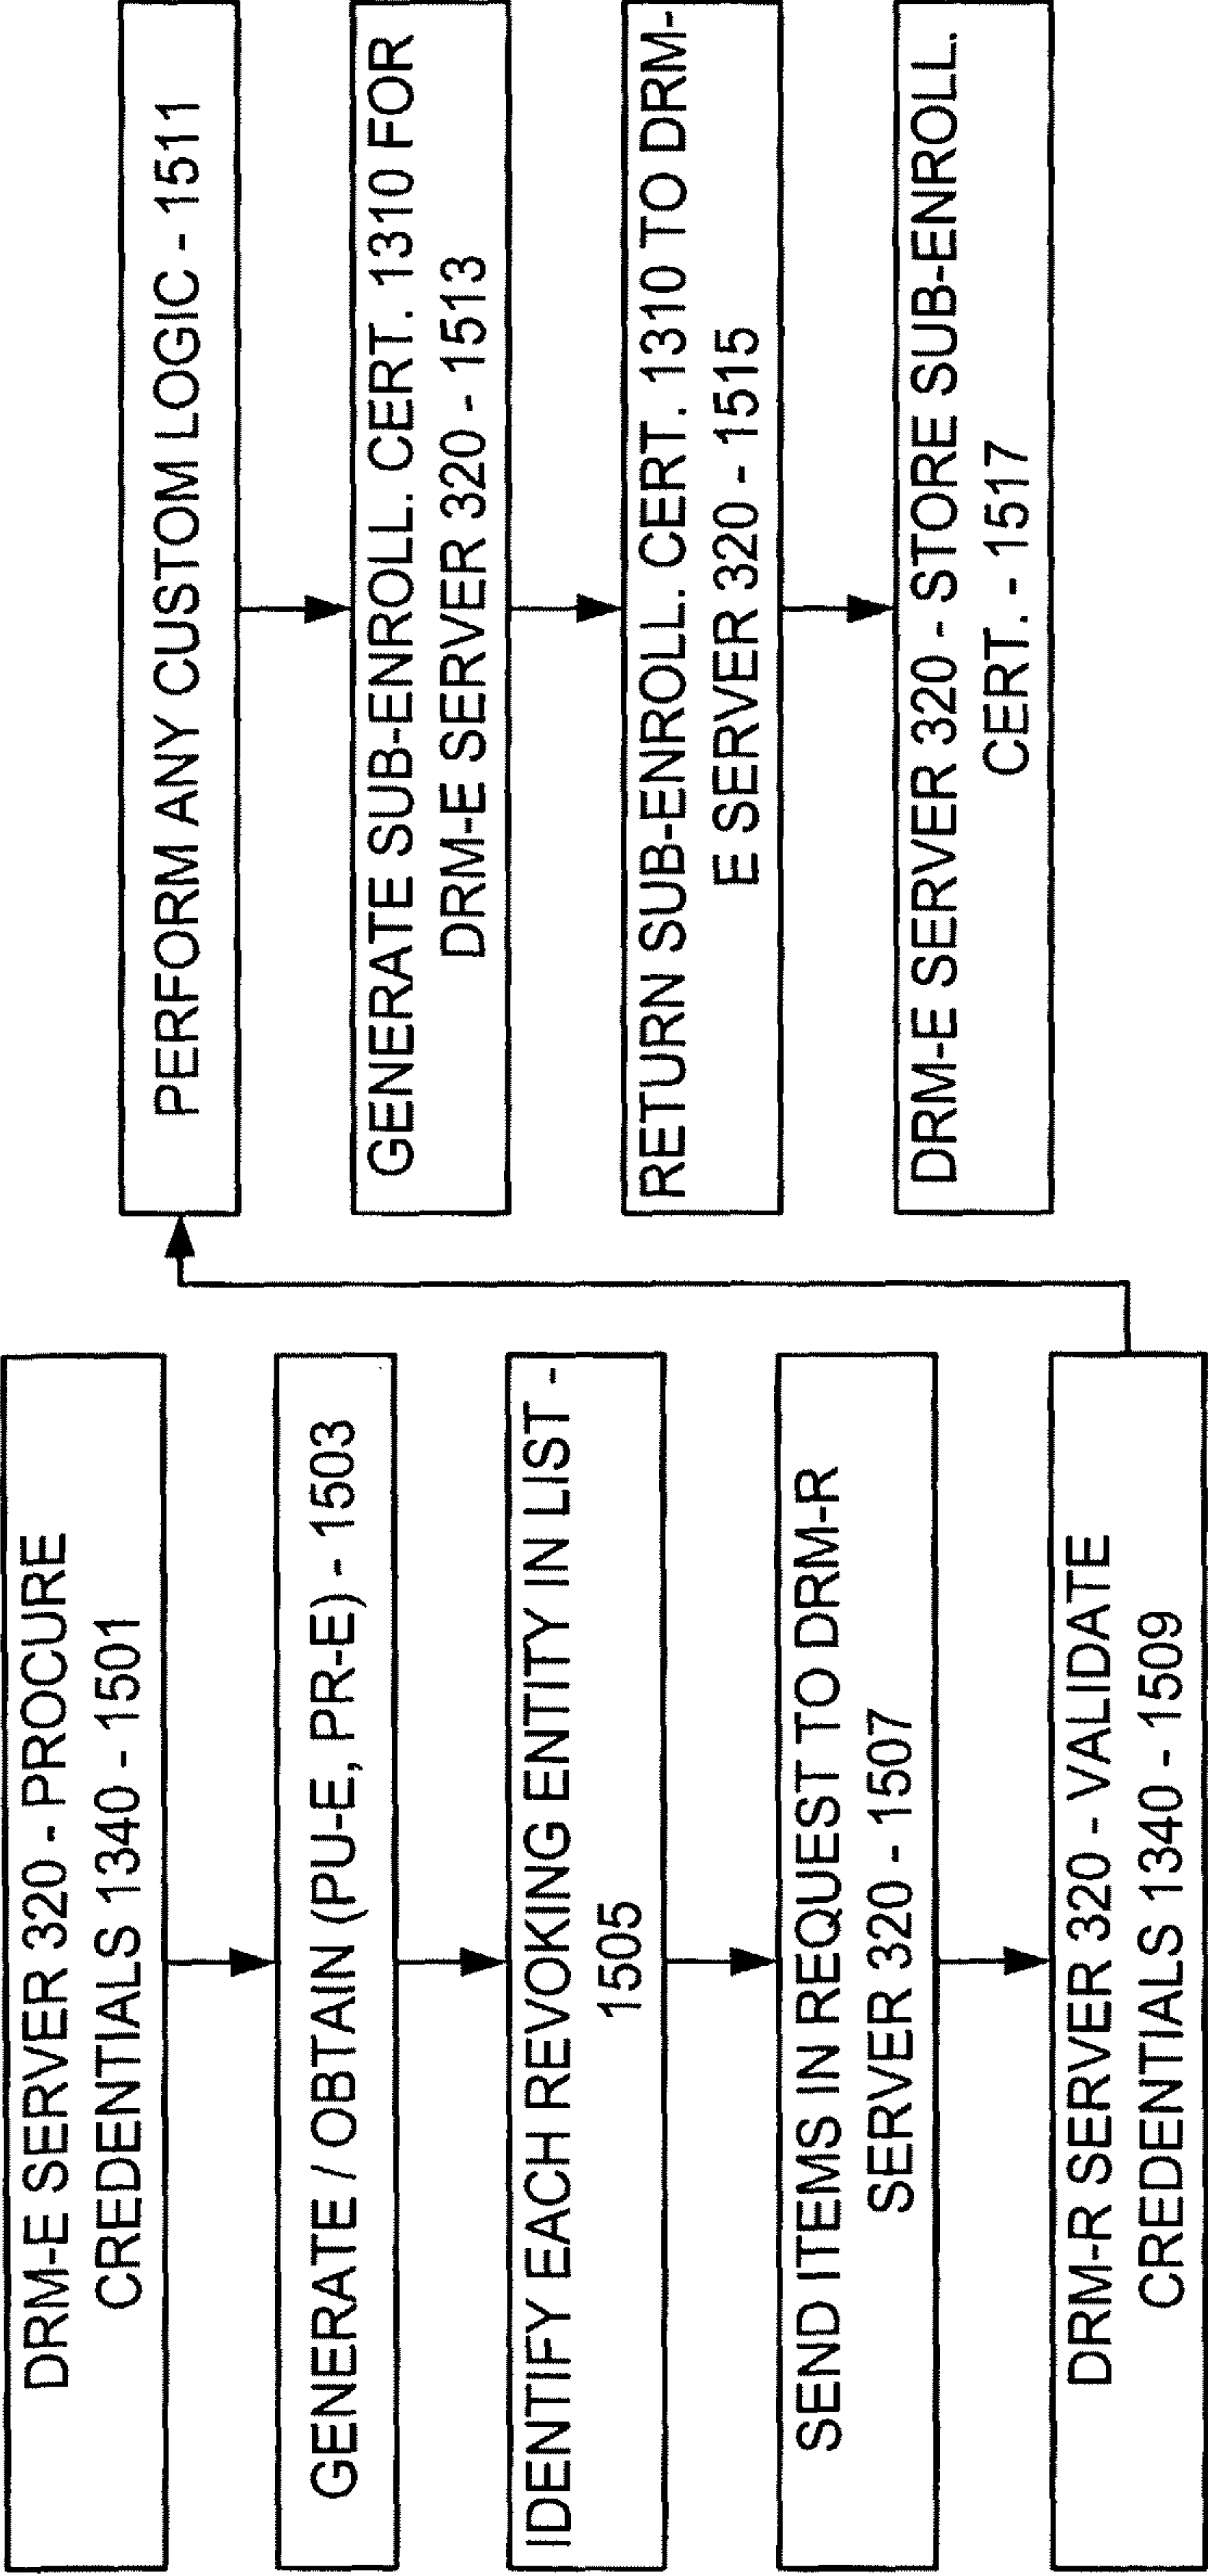 DRM-E SERVER 320 - PROCURE
CREDENTIALS 1340 - 1501
GENERATE / OBTAIN (PU-E, PR-E) - 1503
IDENTIFY EACH REVOKING ENTITY IN LIST -
1505
SEND ITEMS IN REQUEST TO DRM-R
SERVER 320 - 1507
DRM-R SERVER 320 - VALIDATE
CREDENTIALS 1340 - 1509
PERFORM ANY CUSTOM LOGIC - 1511
GENERATE SUB-ENROLL. CERT. 1310 FOR
DRM-E SERVER 320 - 1513
RETURN SUB-ENROLL. CERT. 1310 TO DRM-
E SERVER 320 - 1515
DRM-E SERVER 320 - STORE SUB-ENROLL.
CERT. - 1517